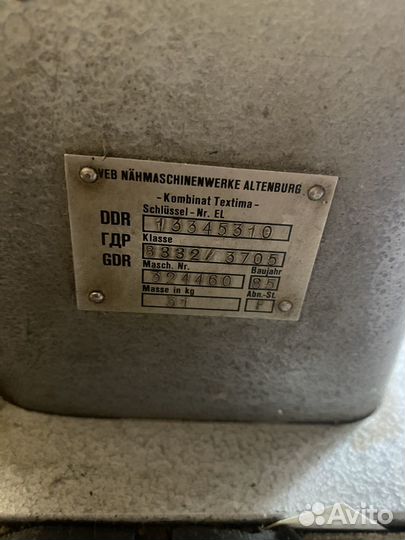 VEB NÄHMASCHINENWERKE ALTENBURG
- Kombinat Textima -
Schlüssel - Nr. EL
DDR 13345310
ГДР Klasse
GDR 8332/3705
Masch. Nr. Baujahr
324460 85
Masse in kg Abn.-St.
51 F
Avito